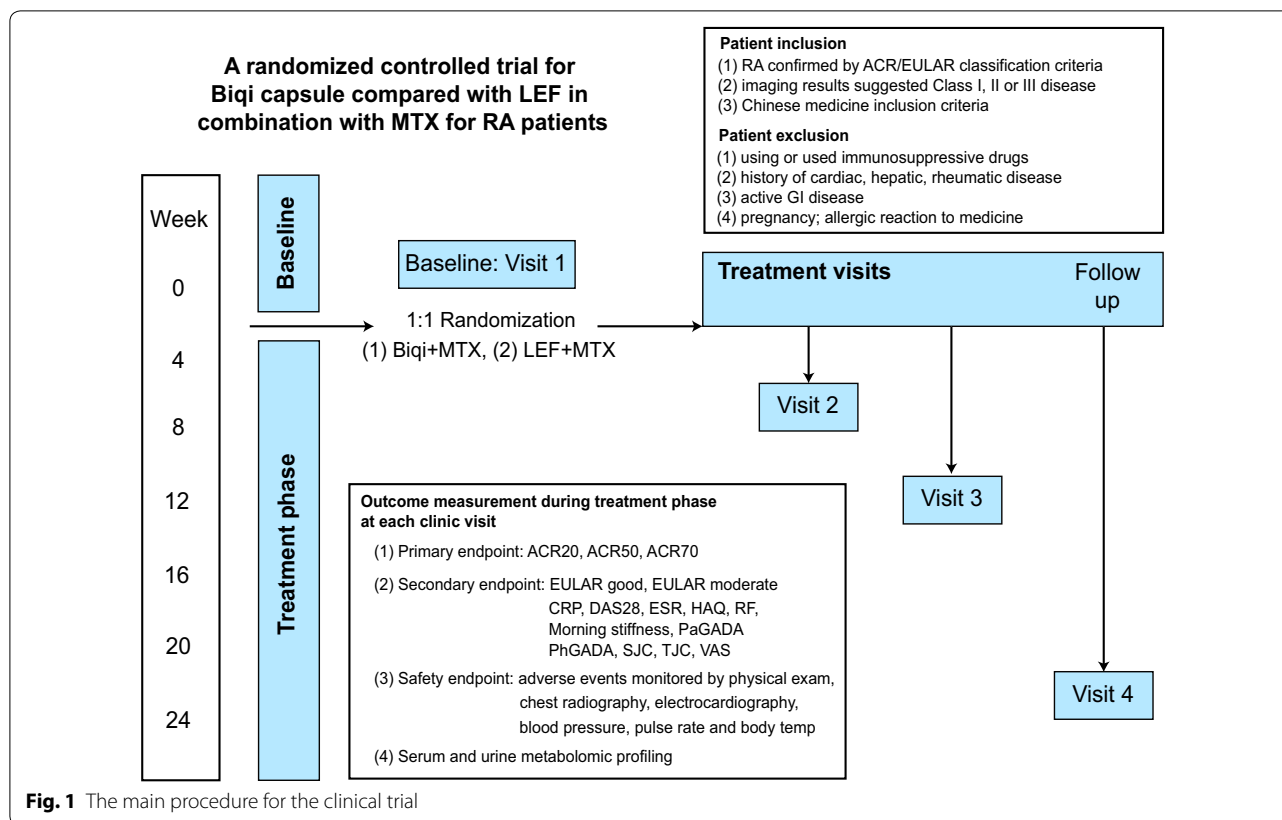 A randomized controlled trial for
Biqi capsule compared with LEF in
combination with MTX for RA patients
Patient inclusion
(1) RA confirmed by ACR/EULAR classification criteria
(2) imaging results suggested Class I, II or III disease
(3) Chinese medicine inclusion criteria
Patient exclusion
(1) using or used immunosuppressive drugs
(2) history of cardiac, hepatic, rheumatic disease
(3) active GI disease
(4) pregnancy; allergic reaction to medicine
Week
0
4
8
12
16
20
24
Baseline
Treatment phase
Baseline: Visit 1
1:1 Randomization
(1) Biqi+MTX, (2) LEF+MTX
Treatment visits
Follow
up
Visit 2
Visit 3
Visit 4
Outcome measurement during treatment phase
at each clinic visit
(1) Primary endpoint: ACR20, ACR50, ACR70
(2) Secondary endpoint: EULAR good, EULAR moderate
CRP, DAS28, ESR, HAQ, RF,
Morning stiffness, PaGADA
PhGADA, SJC, TJC, VAS
(3) Safety endpoint: adverse events monitored by physical exam,
chest radiography, electrocardiography,
blood pressure, pulse rate and body temp
(4) Serum and urine metabolomic profiling
Fig. 1 The main procedure for the clinical trial